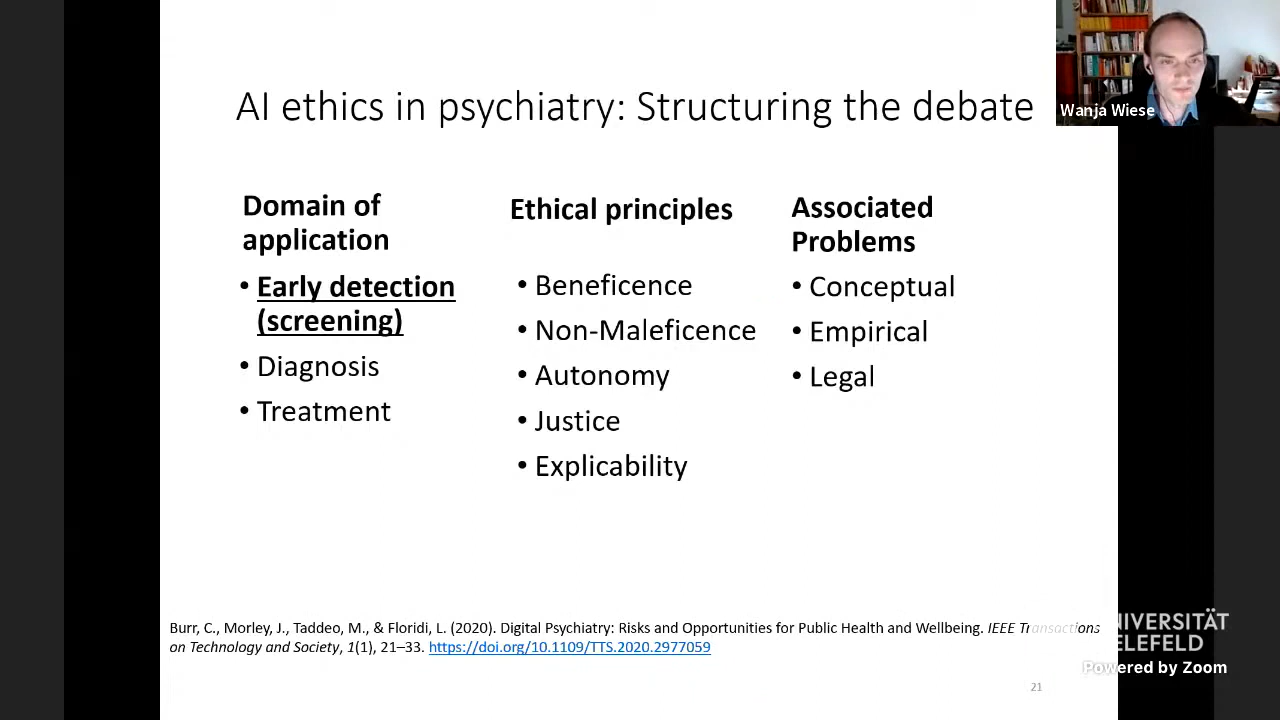 AI ethics in psychiatry: Structuring the debate
Wanja Wiese
Domain of
application
• Early detection
(screening)
• Diagnosis
• Treatment
Ethical principles
• Beneficence
• Non-Maleficence
• Autonomy
• Justice
• Explicability
Associated
Problems
• Conceptual
• Empirical
• Legal
Burr, C., Morley, J., Taddeo, M., & Floridi, L. (2020). Digital Psychiatry: Risks and Opportunities for Public Health and Wellbeing. IEEE Transactions
on Technology and Society, 1(1), 21–33. https://doi.org/10.1109/TTS.2020.2977059
NIVERSITÄT
ELEFELD
Powered by Zoom
21